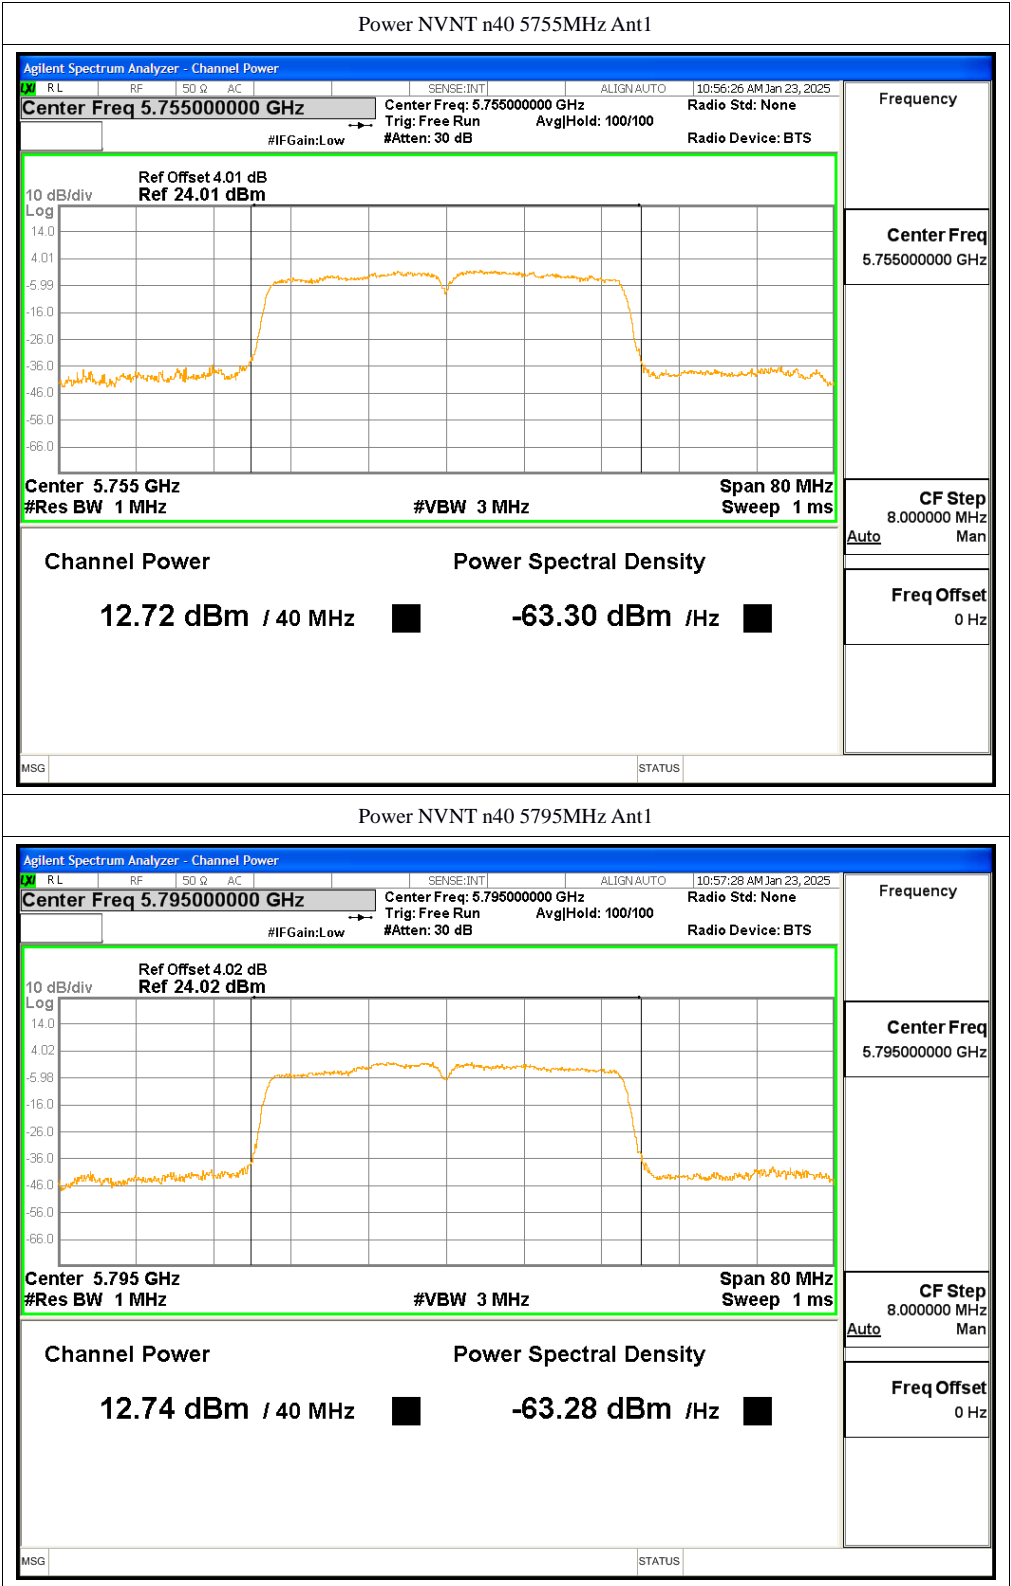 Power NVNT n40 5755MHz Ant1
Agilent Spectrum Analyzer - Channel Power
LXI RL RF 50 Ω AC SENSE:INT ALIGN AUTO 10:56:26 AM Jan 23, 2025
Center Freq 5.755000000 GHz
Center Freq: 5.755000000 GHz
Radio Std: None
Trig: Free Run Avg|Hold: 100/100
#IFGain:Low #Atten: 30 dB Radio Device: BTS
Frequency
Ref Offset 4.01 dB
10 dB/div Ref 24.01 dBm
Log
14.0
4.01
-5.99
-16.0
-26.0
-36.0
-46.0
-56.0
-66.0
Center 5.755 GHz Span 80 MHz
#Res BW 1 MHz #VBW 3 MHz Sweep 1 ms
Center Freq
5.755000000 GHz
CF Step
8.000000 MHz
Auto Man
Freq Offset
0 Hz
Channel Power Power Spectral Density
12.72 dBm / 40 MHz -63.30 dBm /Hz
MSG STATUS
Power NVNT n40 5795MHz Ant1
Agilent Spectrum Analyzer - Channel Power
LXI RL RF 50 Ω AC SENSE:INT ALIGN AUTO 10:57:28 AM Jan 23, 2025
Center Freq 5.795000000 GHz
Center Freq: 5.795000000 GHz
Radio Std: None
Trig: Free Run Avg|Hold: 100/100
#IFGain:Low #Atten: 30 dB Radio Device: BTS
Frequency
Ref Offset 4.02 dB
10 dB/div Ref 24.02 dBm
Log
14.0
4.02
-5.98
-16.0
-26.0
-36.0
-46.0
-56.0
-66.0
Center 5.795 GHz Span 80 MHz
#Res BW 1 MHz #VBW 3 MHz Sweep 1 ms
Center Freq
5.795000000 GHz
CF Step
8.000000 MHz
Auto Man
Freq Offset
0 Hz
Channel Power Power Spectral Density
12.74 dBm / 40 MHz -63.28 dBm /Hz
MSG STATUS